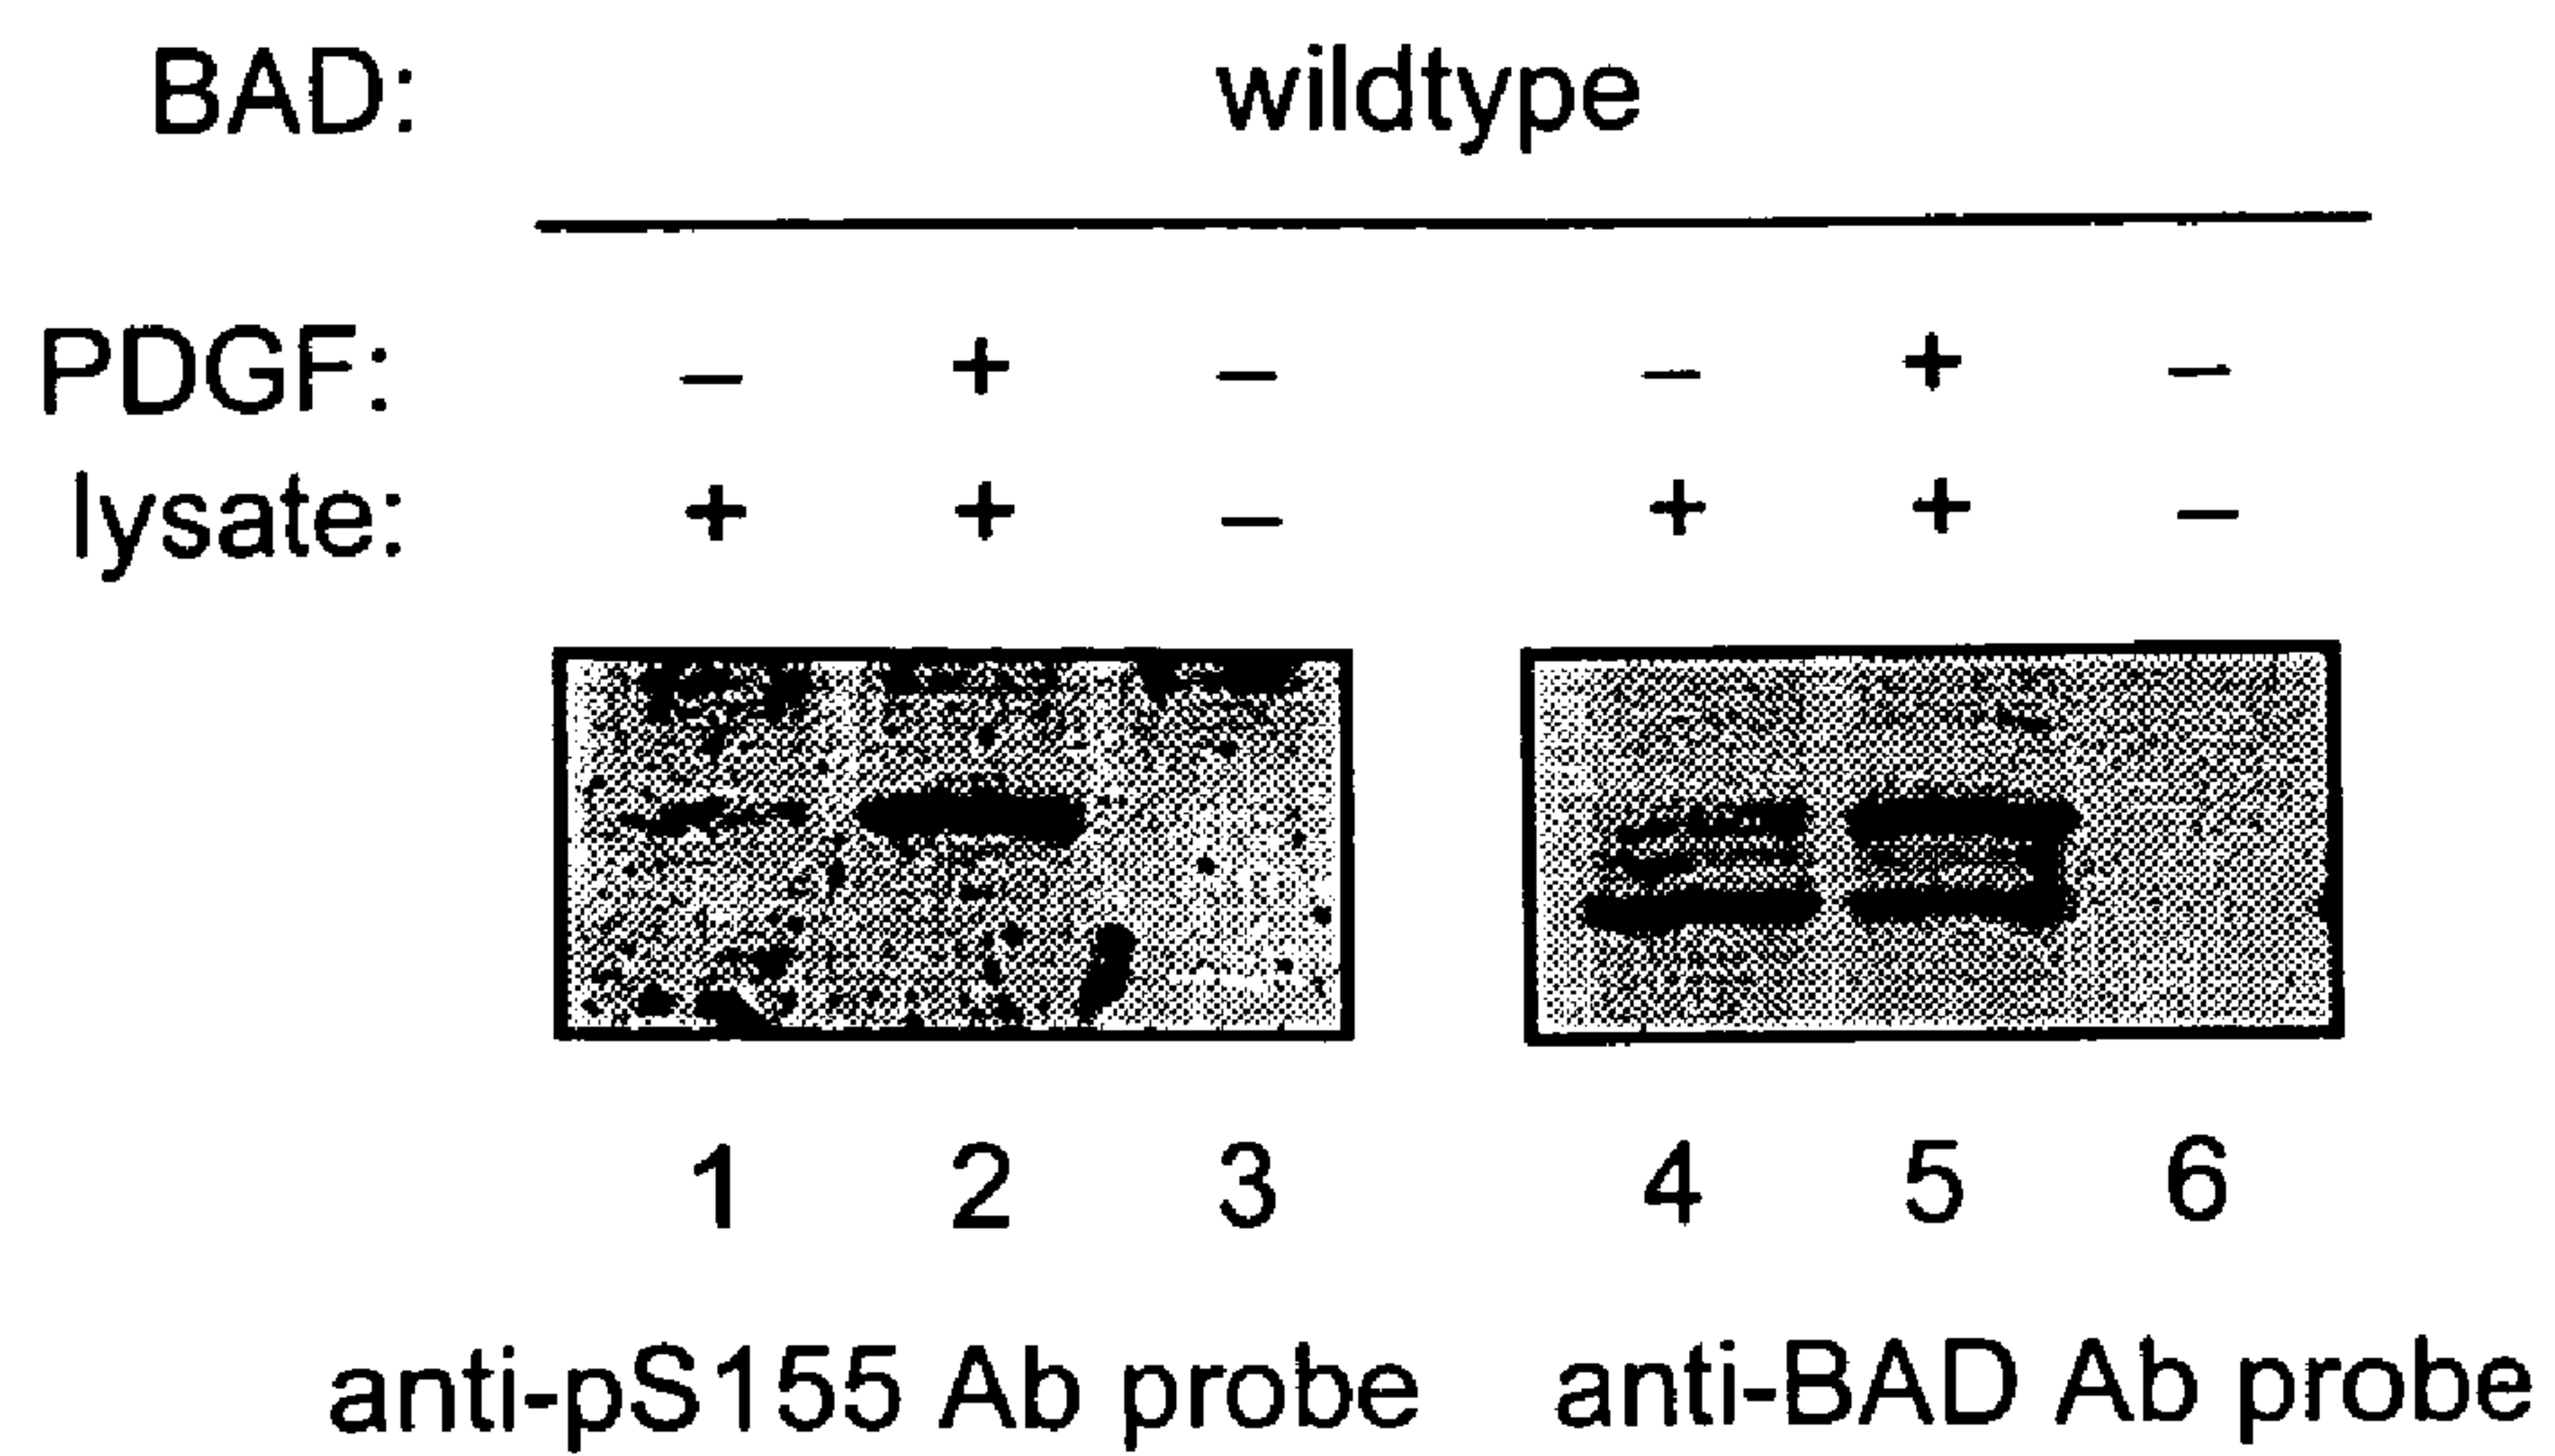 BAD: wildtype
PDGF: – + – – + –
lysate: + + – + + –
1 2 3 4 5 6
anti-pS155 Ab probe anti-BAD Ab probe